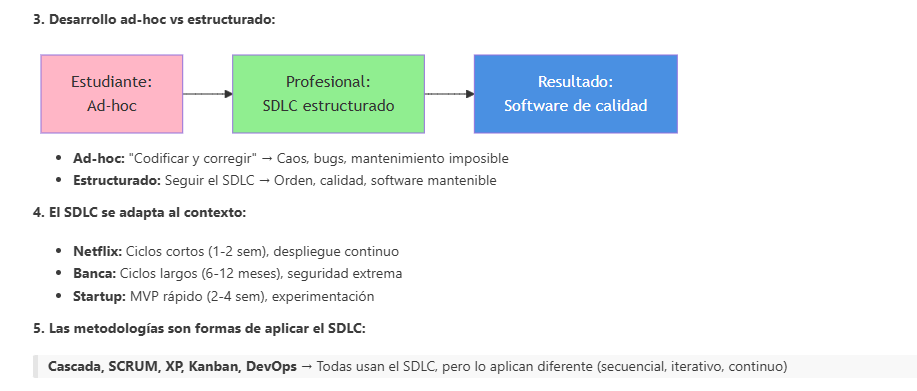 3. Desarrollo ad-hoc vs estructurado:
Estudiante:
Ad-hoc
Profesional:
SDLC estructurado
Resultado:
Software de calidad
• Ad-hoc: "Codificar y corregir" → Caos, bugs, mantenimiento imposible
• Estructurado: Seguir el SDLC → Orden, calidad, software mantenible
4. El SDLC se adapta al contexto:
• Netflix: Ciclos cortos (1-2 sem), despliegue continuo
• Banca: Ciclos largos (6-12 meses), seguridad extrema
• Startup: MVP rápido (2-4 sem), experimentación
5. Las metodologías son formas de aplicar el SDLC:
Cascada, SCRUM, XP, Kanban, DevOps → Todas usan el SDLC, pero lo aplican diferente (secuencial, iterativo, continuo)